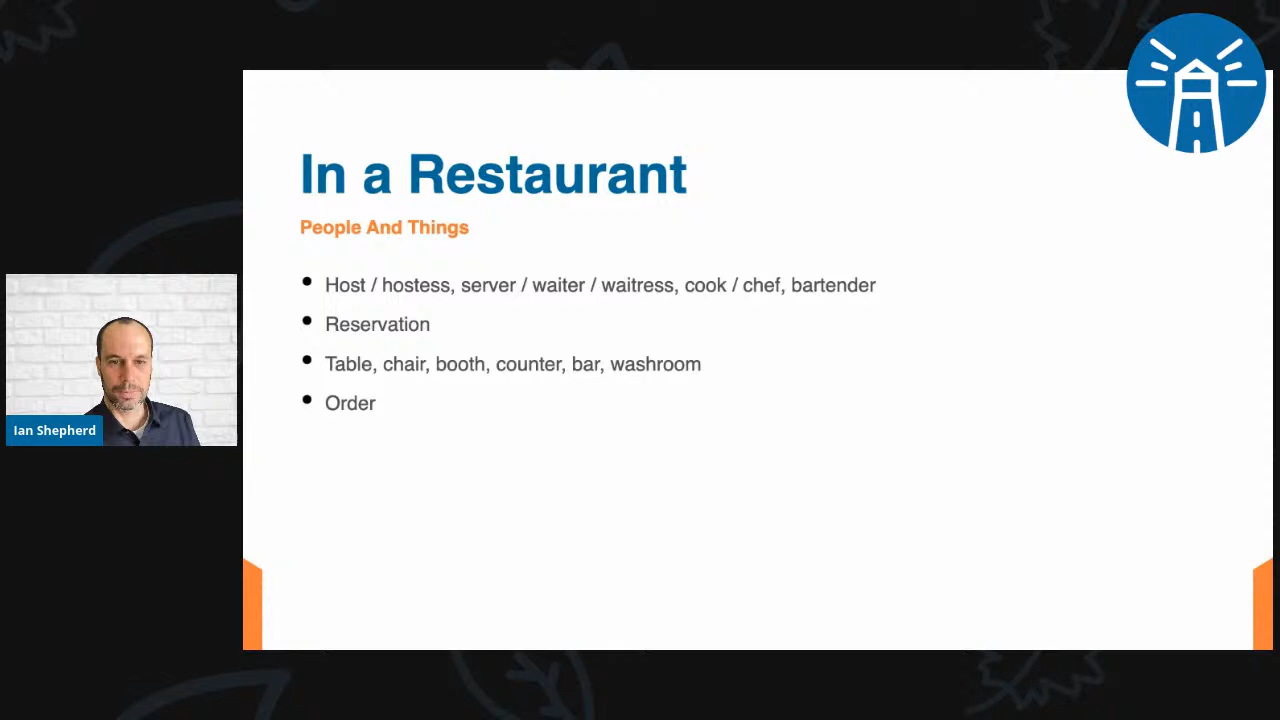 In a Restaurant
People And Things
Host / hostess, server / waiter / waitress, cook / chef, bartender
Reservation
Table, chair, booth, counter, bar, washroom
Order
Ian Shepherd